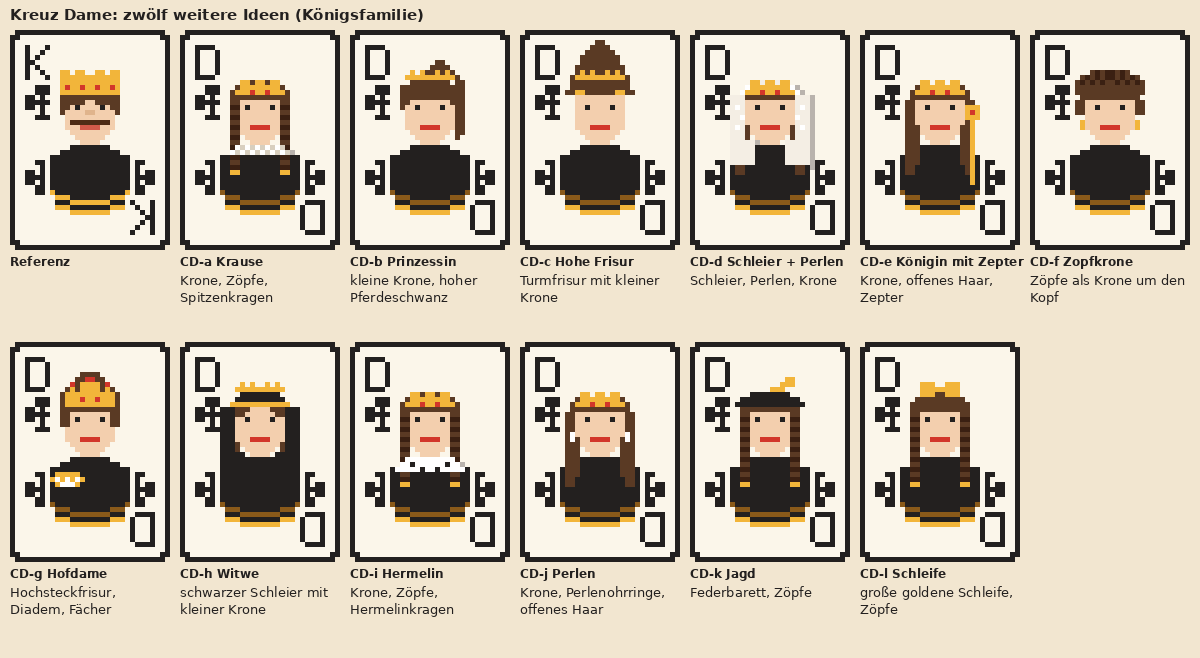 Kreuz Dame: zwölf weitere Ideen (Königsfamilie)
K
K
D
D
D
D
D
D
D
D
D
D
D
D
Referenz
CD-a Krause
Krone, Zöpfe,
Spitzenkragen
CD-b Prinzessin
kleine Krone, hoher
Pferdeschwanz
CD-c Hohe Frisur
Turmfrisur mit kleiner
Krone
CD-d Schleier + Perlen
Schleier, Perlen, Krone
CD-e Königin mit Zepter
Krone, offenes Haar,
Zepter
CD-f Zopfkrone
Zöpfe als Krone um den
Kopf
D
D
D
D
D
D
D
D
D
D
D
D
CD-g Hofdame
Hochsteckfrisur,
Diadem, Fächer
CD-h Witwe
schwarzer Schleier mit
kleiner Krone
CD-i Hermelin
Krone, Zöpfe,
Hermelinkragen
CD-j Perlen
Krone, Perlenohrringe,
offenes Haar
CD-k Jagd
Federbarett, Zöpfe
CD-l Schleife
große goldene Schleife,
Zöpfe